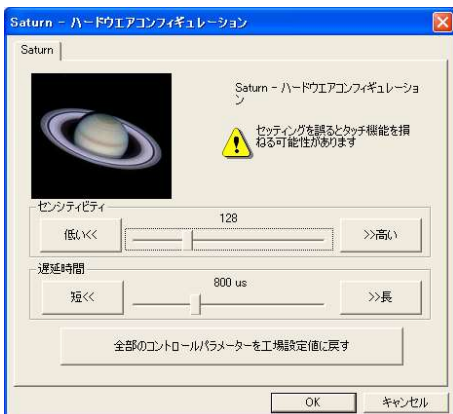 Saturn - ハードウエアコンフィギュレーション
Saturn
Saturn - ハードウエアコンフィギュレーショ
ン
セッティングを誤るとタッチ機能を損
ねる可能性があります
センシティビティ
128
低い<<
>>高い
遅延時間
800 us
短<<
>>長
全部のコントロールパラメーターを工場設定値に戻す
OK
キャンセル